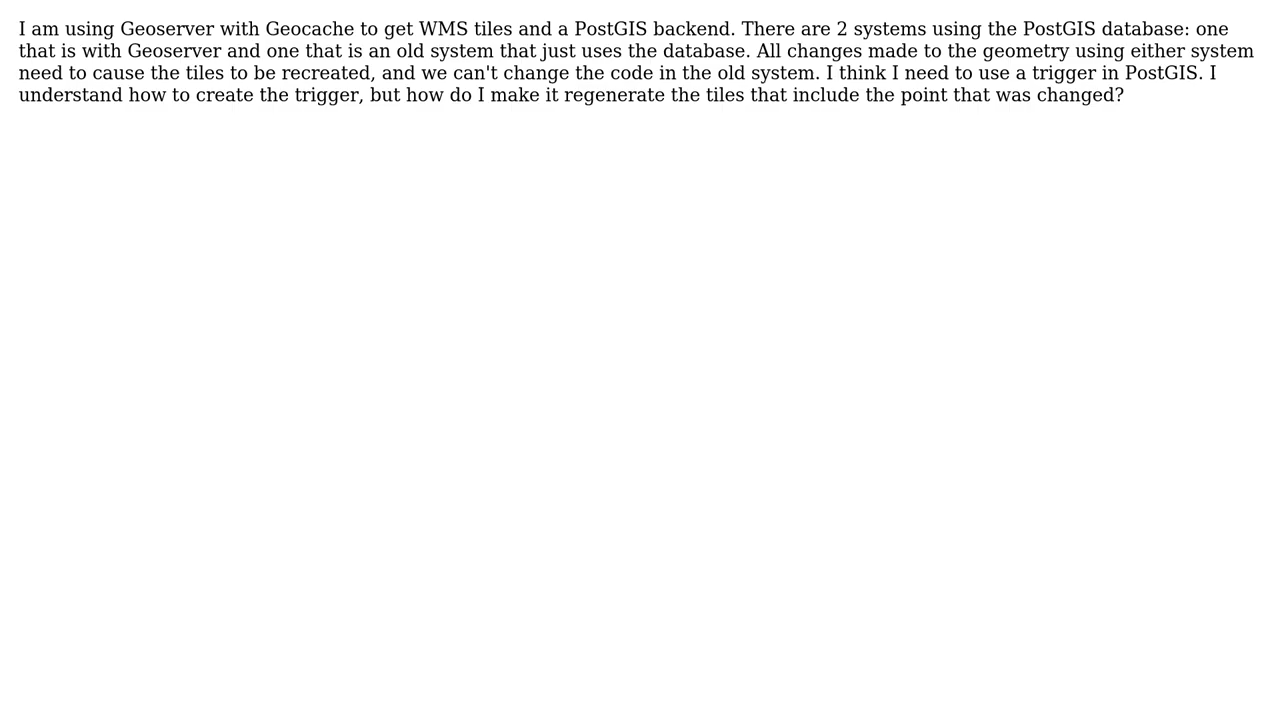 I am using Geoserver with Geocache to get WMS tiles and a PostGIS backend. There are 2 systems using the PostGIS database: one
that is with Geoserver and one that is an old system that just uses the database. All changes made to the geometry using either system
need to cause the tiles to be recreated, and we can't change the code in the old system. I think I need to use a trigger in PostGIS. I
understand how to create the trigger, but how do I make it regenerate the tiles that include the point that was changed?